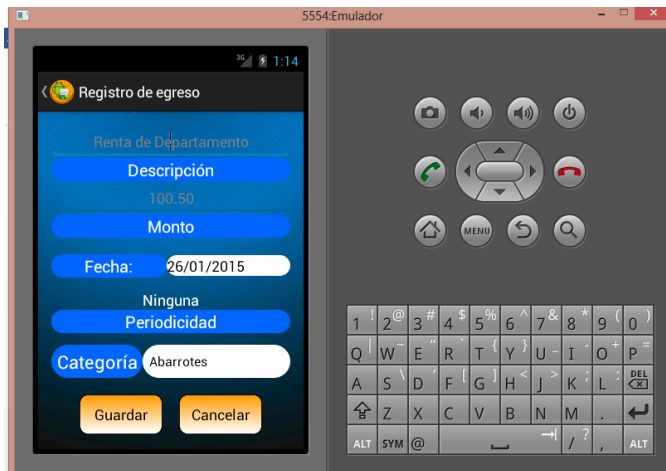 5554:Emulador
3G 1:14
Registro de egreso
Renta de Departamento
Descripción
100.50
Monto
Fecha: 26/01/2015
Ninguna
Periodicidad
Categoría Abarrotes
Guardar Cancelar
MENU
1 ! 2 @ 3 # 4 $ 5 % 6 ^ 7 & 8 * 9 ( 0 )
Q | W ~ E " R ` T { Y } U _ I - O + P =
A S \ D ' F [ G ] H < J > K ; L : DEL
Z X C V B N M .
ALT SYM @ / ? , ALT